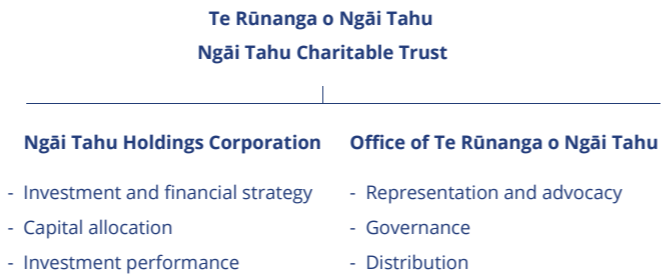 Te Rūnanga o Ngāi Tahu
Ngāi Tahu Charitable Trust
Ngāi Tahu Holdings Corporation
- Investment and financial strategy
- Capital allocation
- Investment performance
Office of Te Rūnanga o Ngāi Tahu
- Representation and advocacy
- Governance
- Distribution